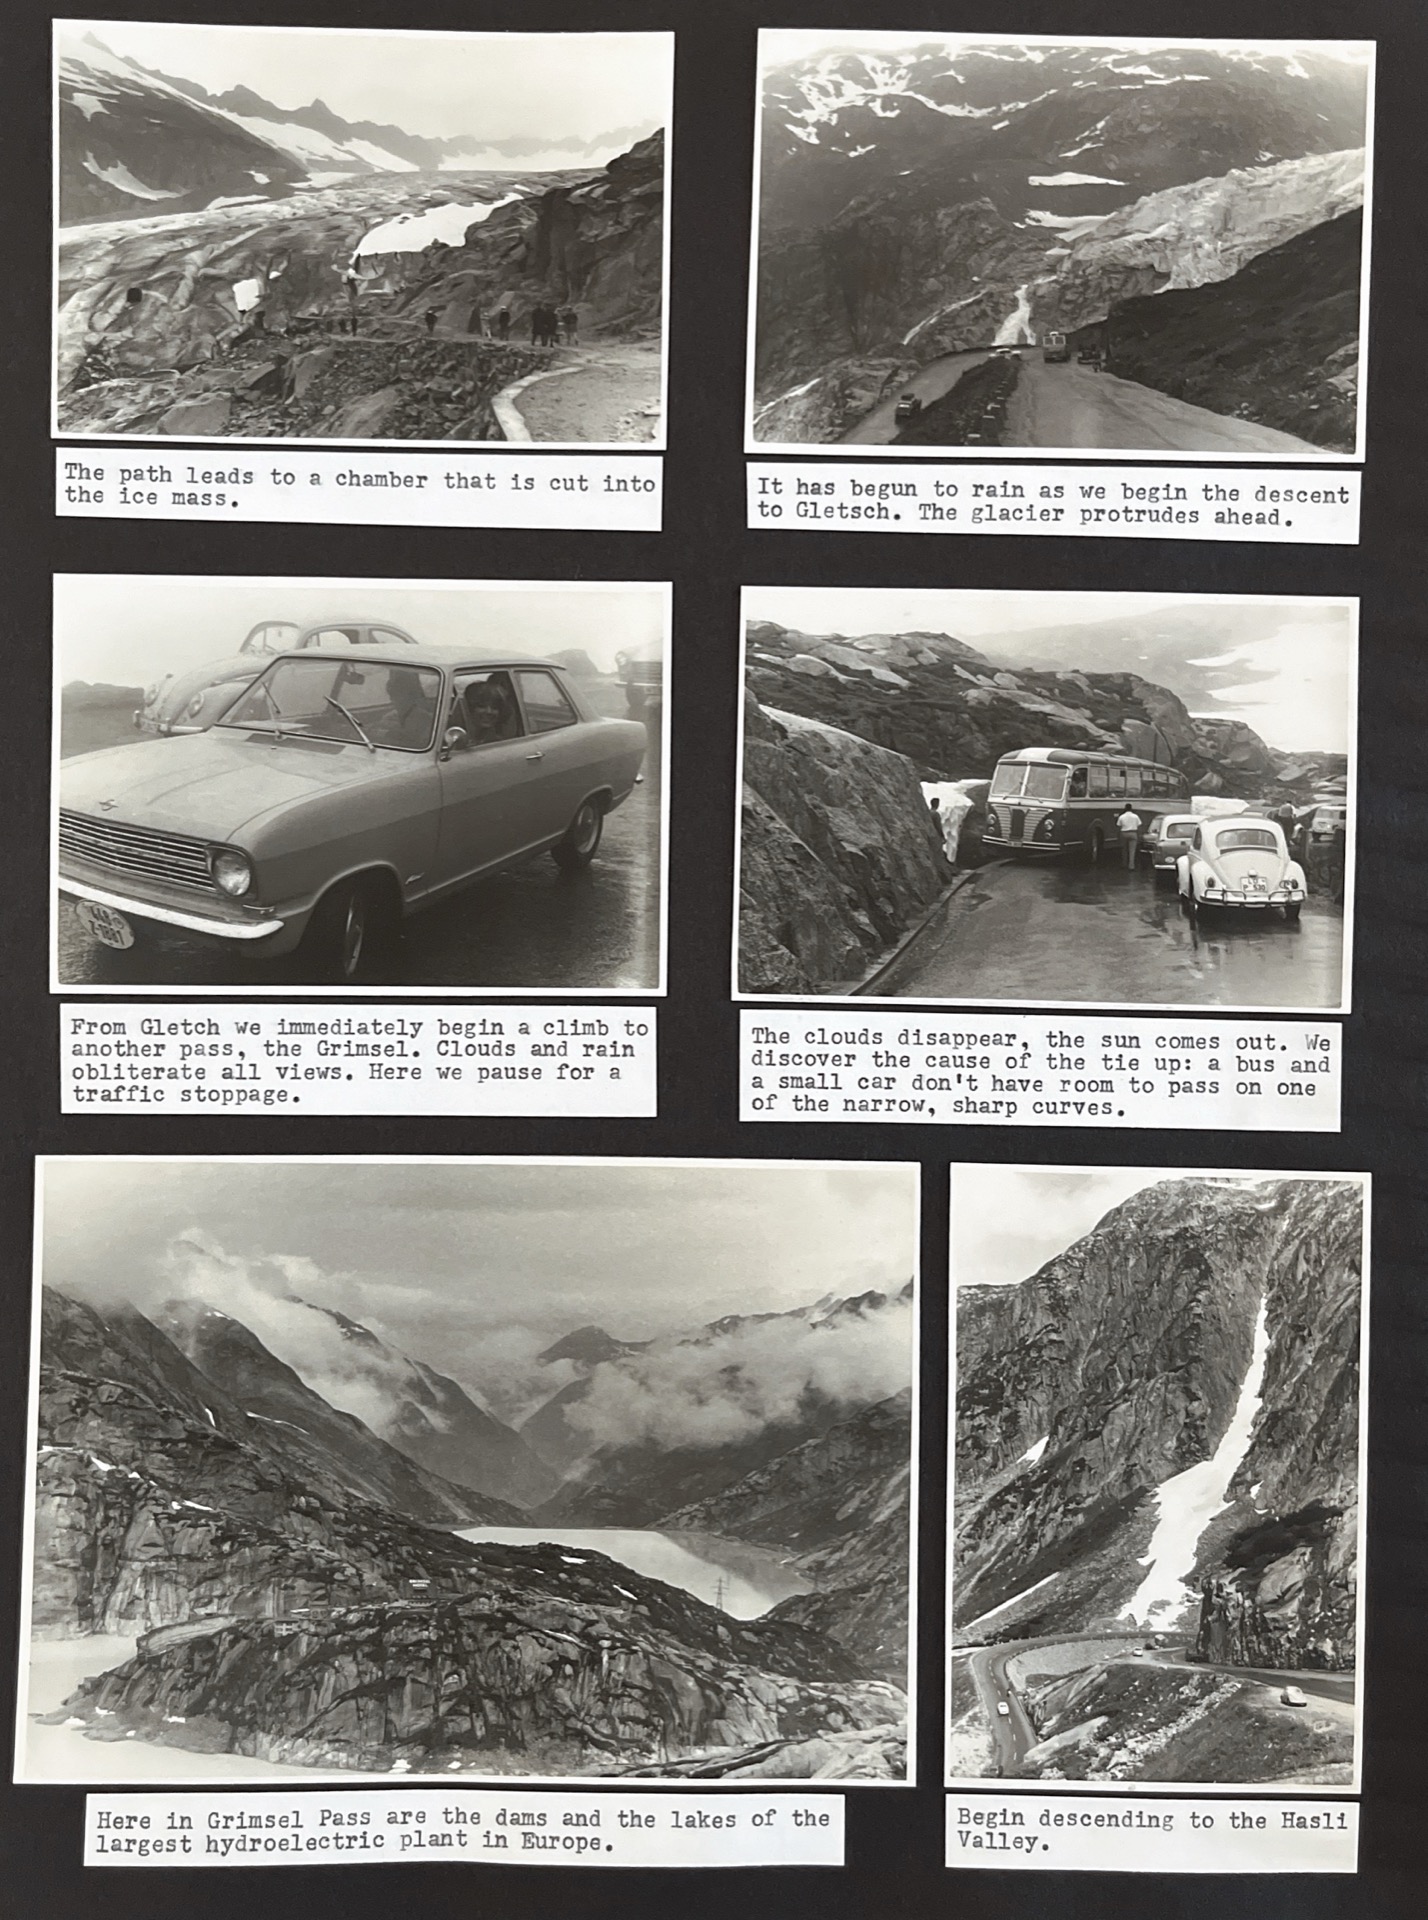 The path leads to a chamber that is cut into
the ice mass.
It has begun to rain as we begin the descent
to Gletsch. The glacier protrudes ahead.
448
Z-1881
From Gletch we immediately begin a climb to
another pass, the Grimsel. Clouds and rain
obliterate all views. Here we pause for a
traffic stoppage.
The clouds disappear, the sun comes out. We
discover the cause of the tie up: a bus and
a small car don't have room to pass on one
of the narrow, sharp curves.
Here in Grimsel Pass are the dams and the lakes of the
largest hydroelectric plant in Europe.
Begin descending to the Hasli
Valley.